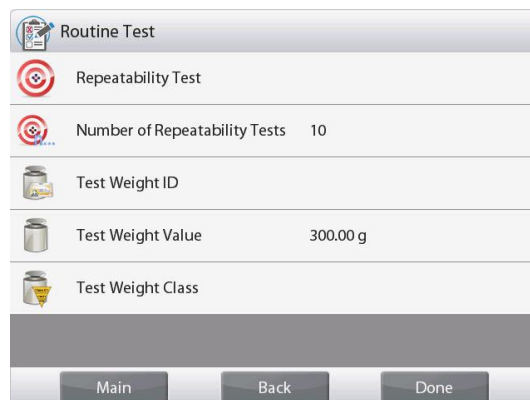 Routine Test
Repeatability Test
Number of Repeatability Tests 10
Test Weight ID
Test Weight Value 300.00 g
Test Weight Class
Main Back Done